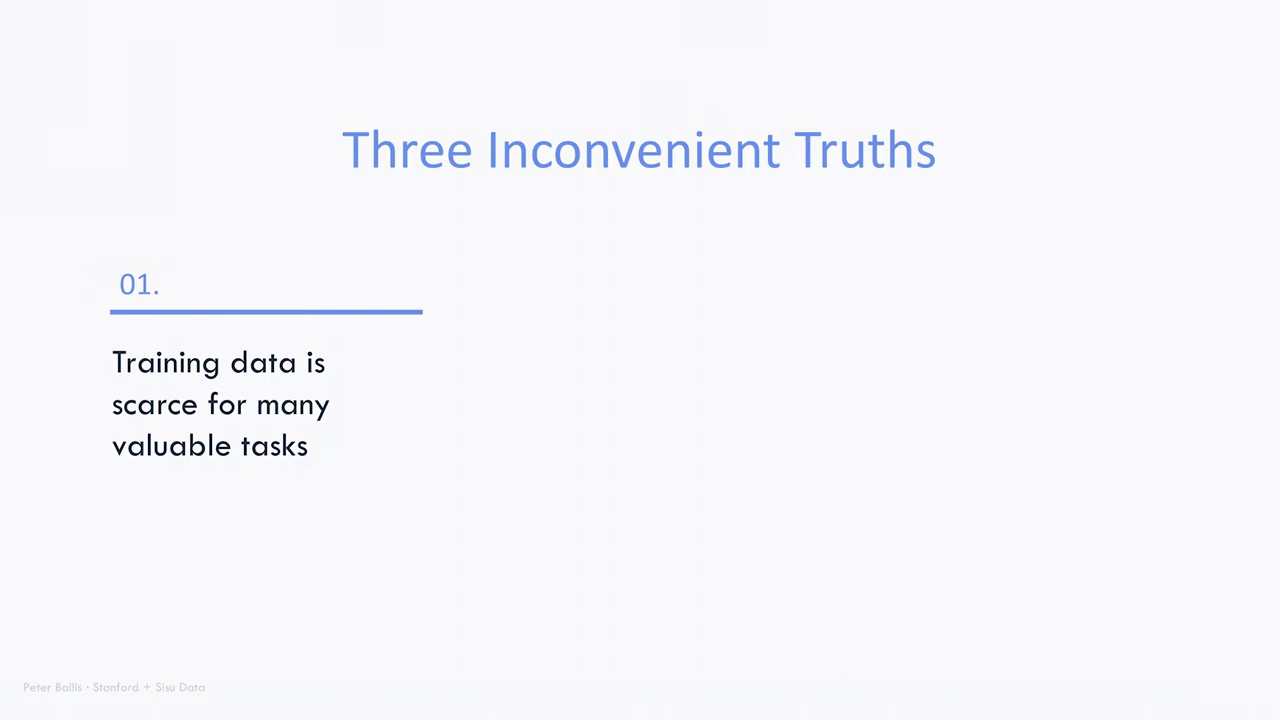 Three Inconvenient Truths
01.
Training data is
scarce for many
valuable tasks
Peter Bailis · Stanford + Sisu Data